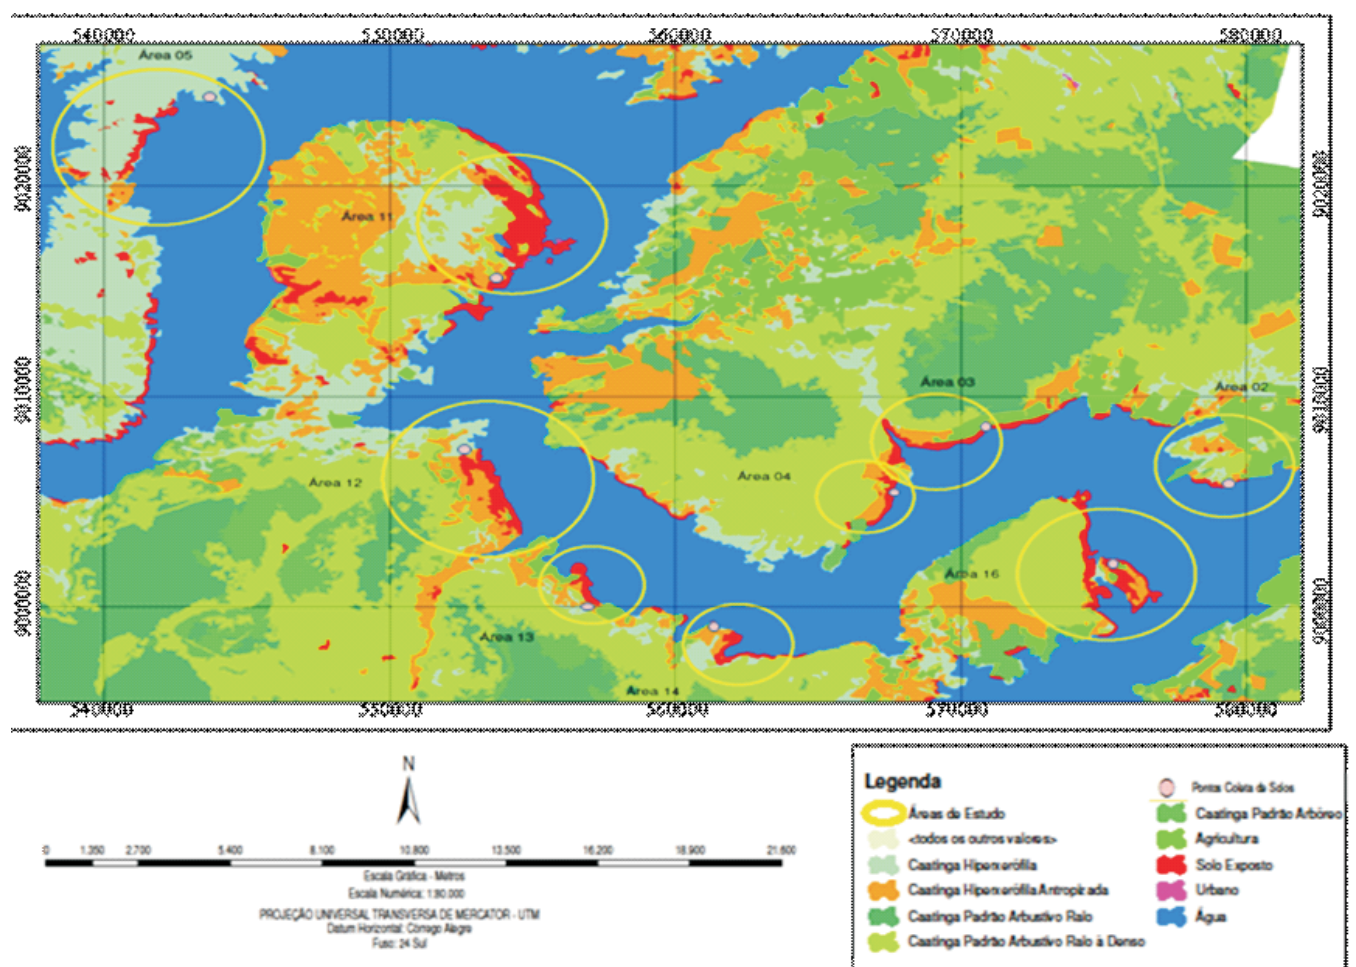 540000 550000 560000 570000 580000
Área 05
9020000 9020000
Área 11
9010000 9010000
Área 03
Área 02
Área 04
Área 12
Área 16
9000000 9000000
Área 13
Área 14
540000 550000 560000 570000 580000
N
0 1.350 2.700 5.400 8.100 10.800 13.500 16.200 18.900 21.600
Escala Gráfica - Metros
Escala Numérica: 1:80.000
PROJEÇÃO UNIVERSAL TRANSVERSA DE MERCATOR - UTM
Datum Horizontal: Córrego Alegre
Fuso: 24 Sul
Legenda
Áreas de Estudo
<todos os outros valores>
Caatinga Hiperxerófila
Caatinga Hiperxerófila Antropizada
Caatinga Padrão Arbustivo Ralo
Caatinga Padrão Arbustivo Ralo à Denso
Pontos Coleta de Solos
Caatinga Padrão Arbóreo
Agricultura
Solo Exposto
Urbano
Água